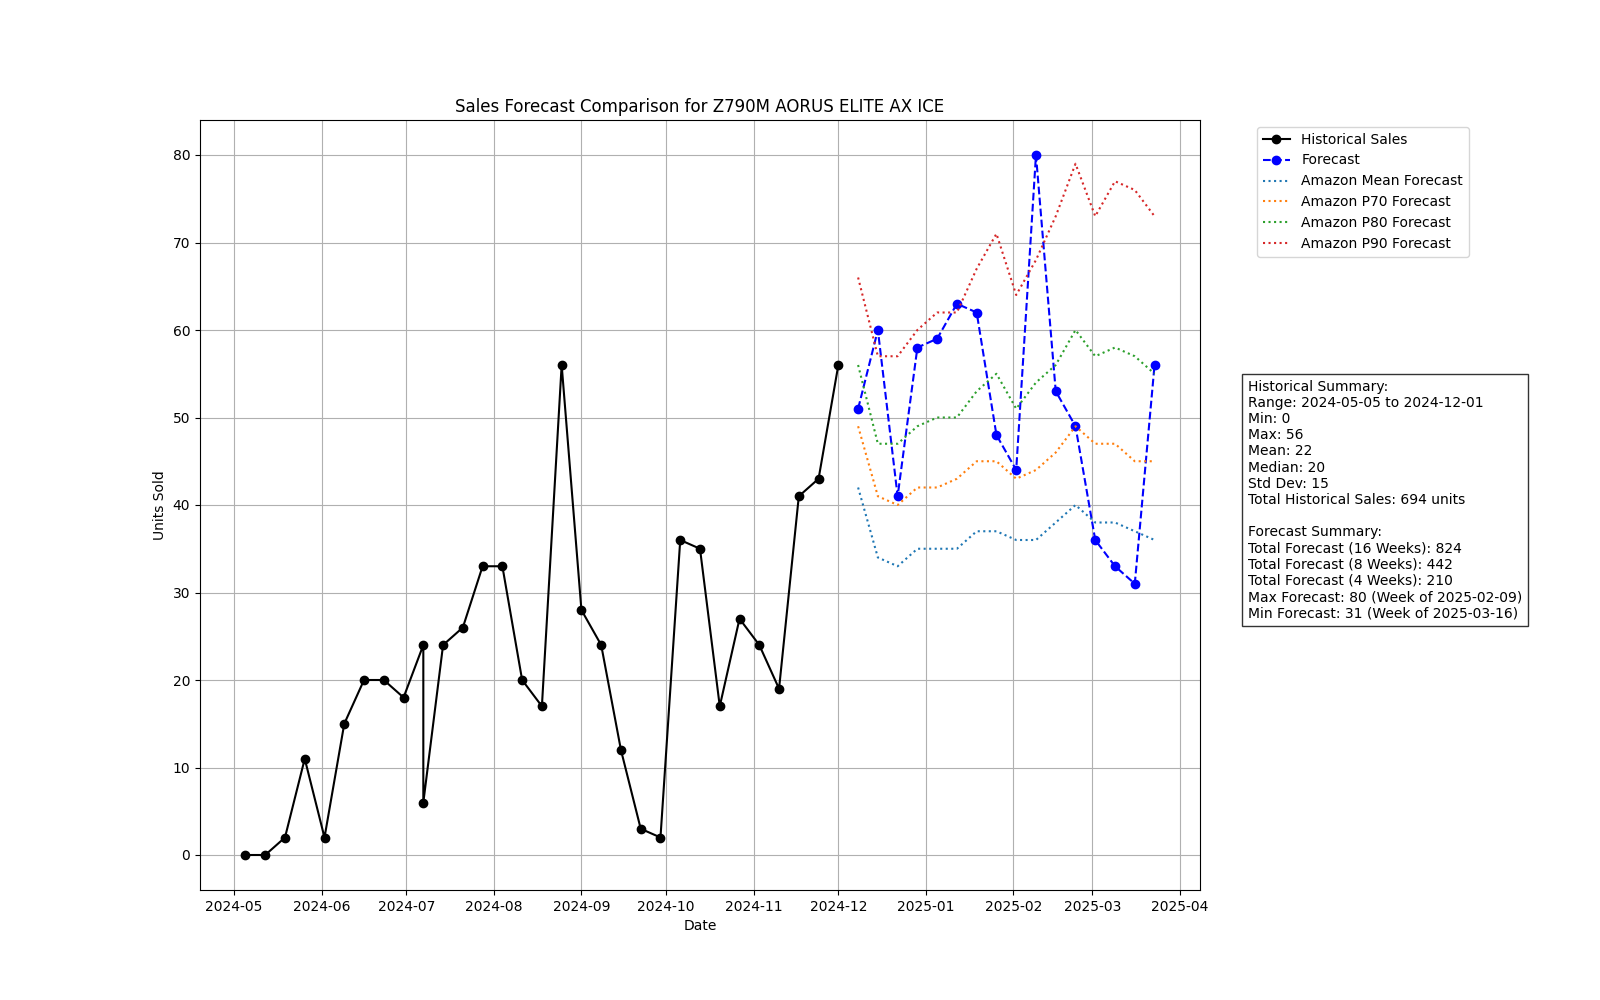 Sales Forecast Comparison for Z790M AORUS ELITE AX ICE
80
70
60
50
40
30
20
10
0
Units Sold
2024-05 2024-06 2024-07 2024-08 2024-09 2024-10 2024-11 2024-12 2025-01 2025-02 2025-03 2025-04
Date
Historical Sales
Forecast
Amazon Mean Forecast
Amazon P70 Forecast
Amazon P80 Forecast
Amazon P90 Forecast
Historical Summary:
Range: 2024-05-05 to 2024-12-01
Min: 0
Max: 56
Mean: 22
Median: 20
Std Dev: 15
Total Historical Sales: 694 units
Forecast Summary:
Total Forecast (16 Weeks): 824
Total Forecast (8 Weeks): 442
Total Forecast (4 Weeks): 210
Max Forecast: 80 (Week of 2025-02-09)
Min Forecast: 31 (Week of 2025-03-16)